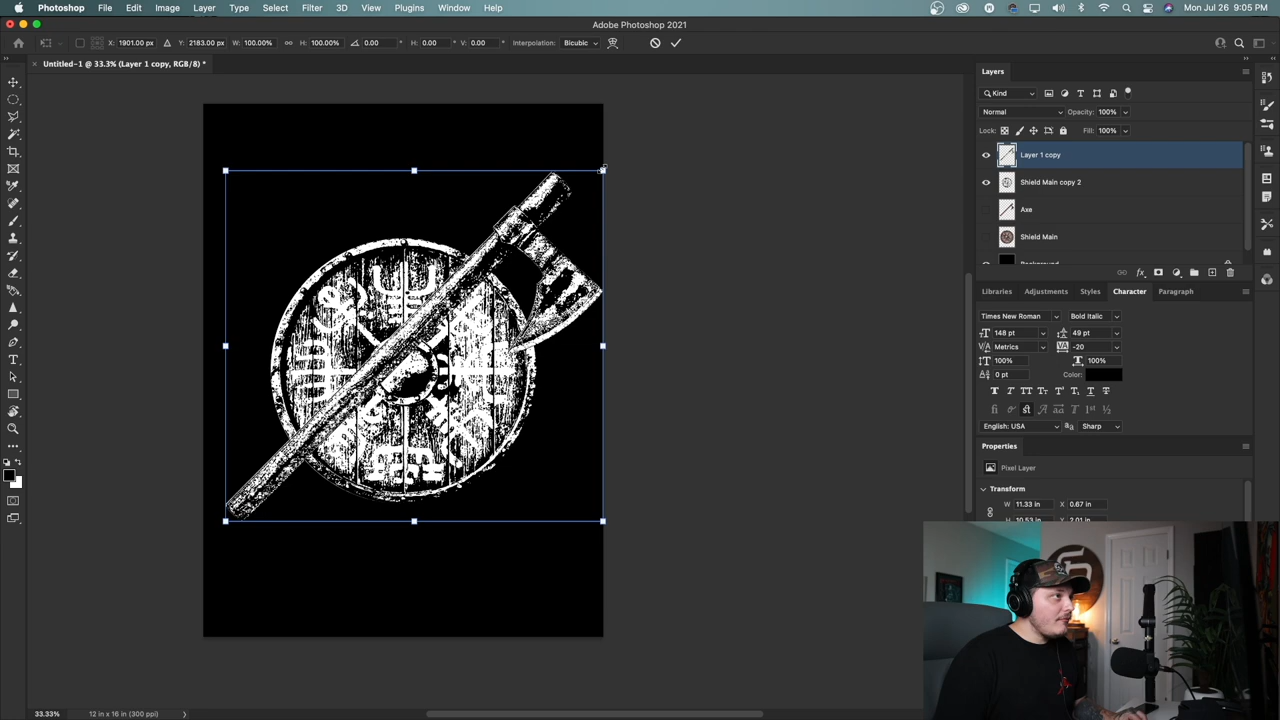 Photoshop File Edit Image Layer Type Select Filter 3D View Plugins Window Help Mon Jul 26 9:05 PM
Adobe Photoshop 2021
X: 1901.00 px Y: 2183.00 px W: 100.00% H: 100.00% 0.00 ° H: 0.00 ° V: 0.00 ° Interpolation: Bicubic
Untitled-1 @ 33.3% (Layer 1 copy, RGB/8) *
Layers
Kind
Normal Opacity: 100%
Lock: Fill: 100%
Layer 1 copy
Shield Main copy 2
Axe
Shield Main
Background
Libraries Adjustments Styles Character Paragraph
Times New Roman Bold Italic
148 pt 49 pt
Metrics -20
100% 100%
0 pt Color:
English: USA Sharp
Properties
Pixel Layer
Transform
W 11.33 in X 0.67 in
H 10.53 in Y 2.01 in
33.33% 12 in x 16 in (300 ppi)